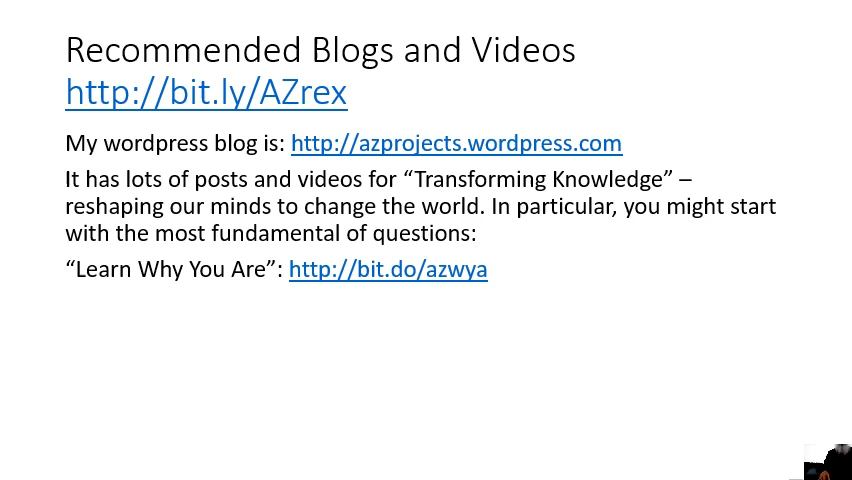 Recommended Blogs and Videos
http://bit.ly/AZrex
My wordpress blog is: http://azprojects.wordpress.com
It has lots of posts and videos for “Transforming Knowledge” –
reshaping our minds to change the world. In particular, you might start
with the most fundamental of questions:
“Learn Why You Are”: http://bit.do/azwya